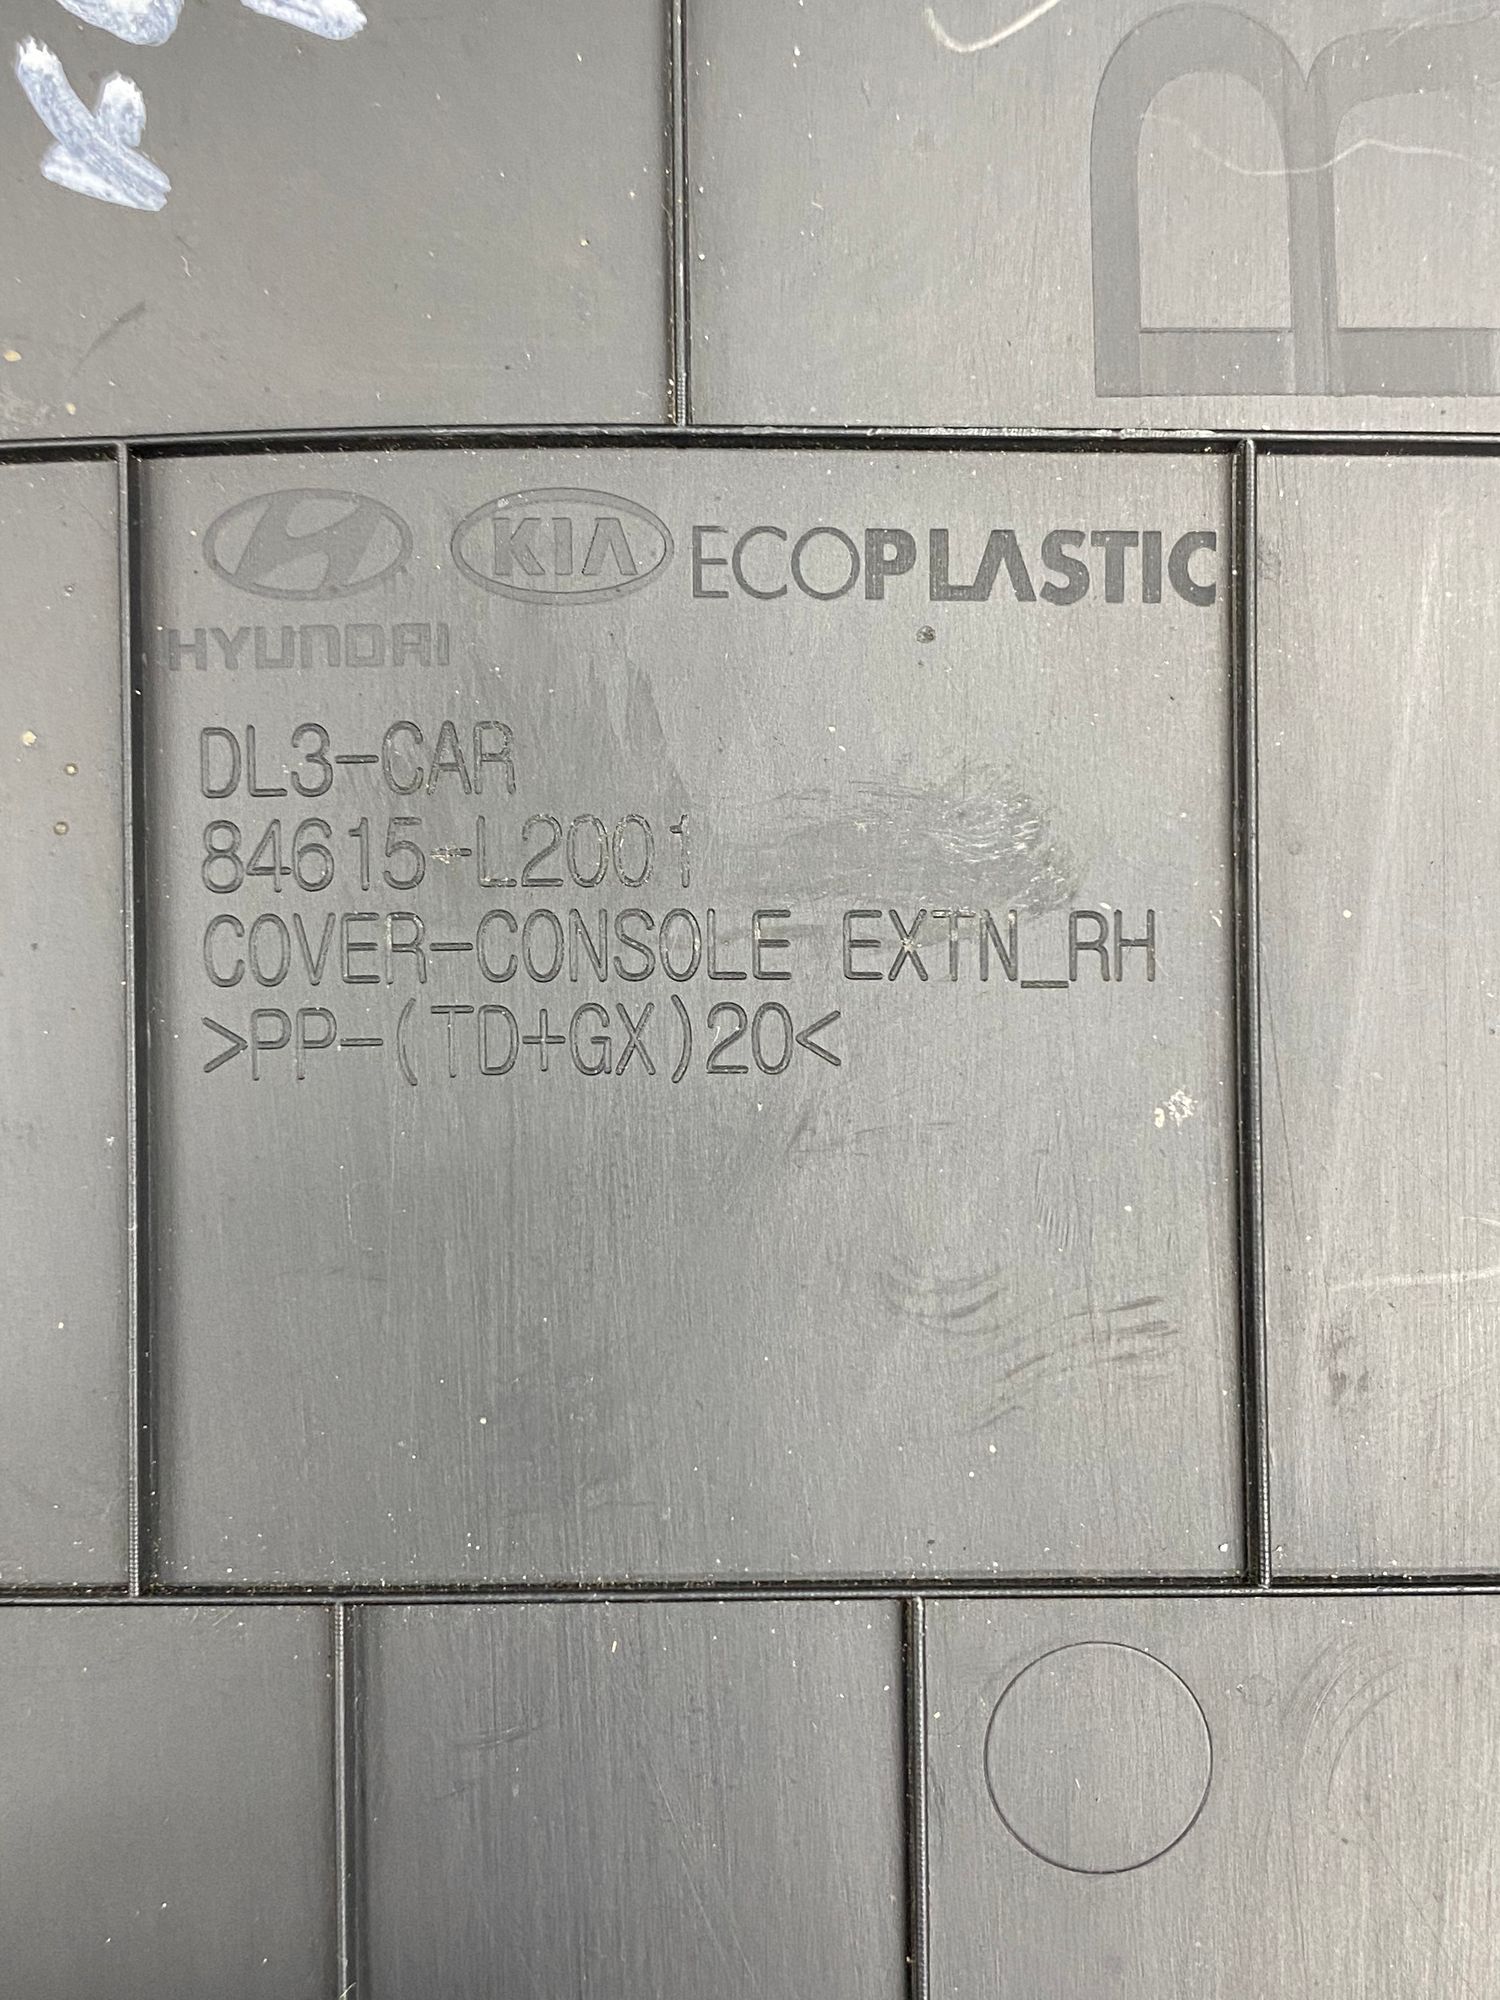 KIA ECOPLASTIC
HYUNDAI
DL3-CAR
84615-L2001
COVER-CONSOLE EXTN_RH
>PP-(TD+GX)20<